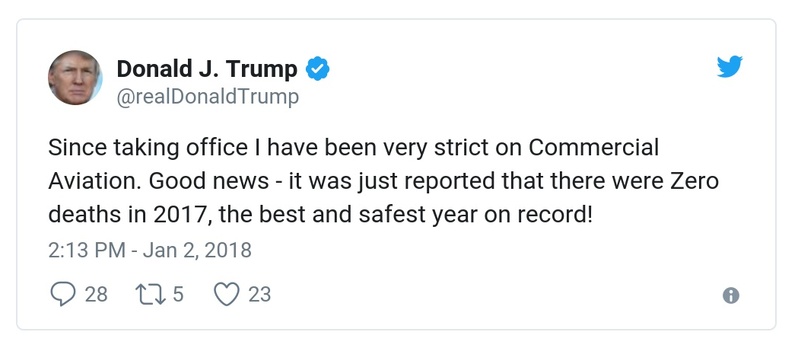 Donald J. Trump
@realDonaldTrump
Since taking office I have been very strict on Commercial
Aviation. Good news - it was just reported that there were Zero
deaths in 2017, the best and safest year on record!
2:13 PM - Jan 2, 2018
28 5 23